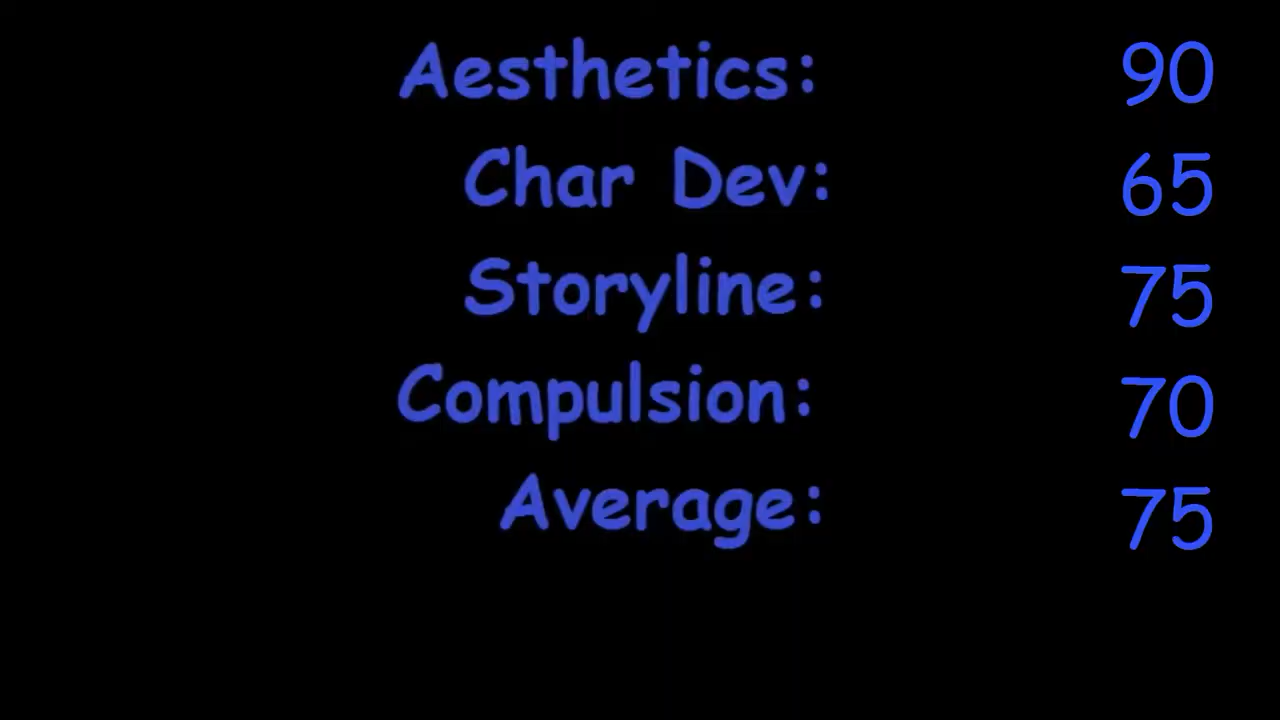 Aesthetics: 90
Char Dev: 65
Storyline: 75
Compulsion: 70
Average: 75